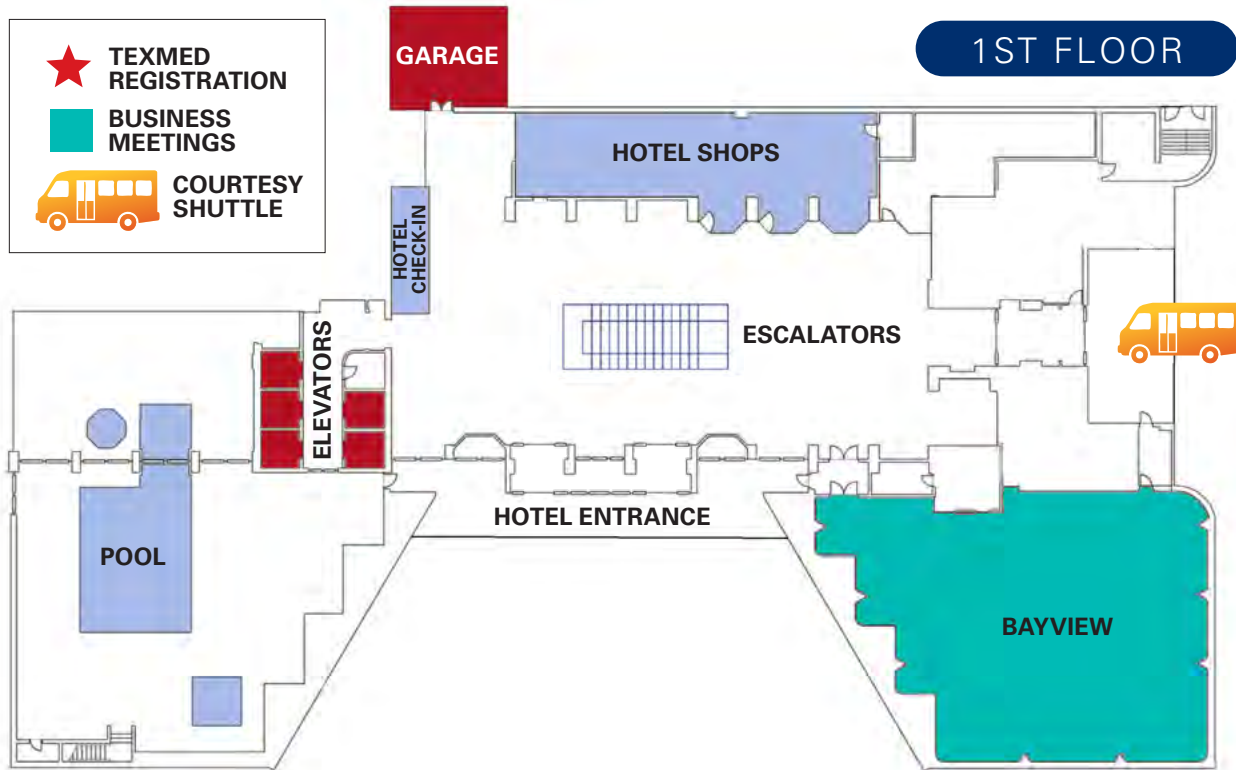 TEXMED
REGISTRATION
BUSINESS
MEETINGS
COURTESY
SHUTTLE
GARAGE
1ST FLOOR
HOTEL SHOPS
HOTEL
CHECK-IN
ELEVATORS
ESCALATORS
HOTEL ENTRANCE
POOL
BAYVIEW